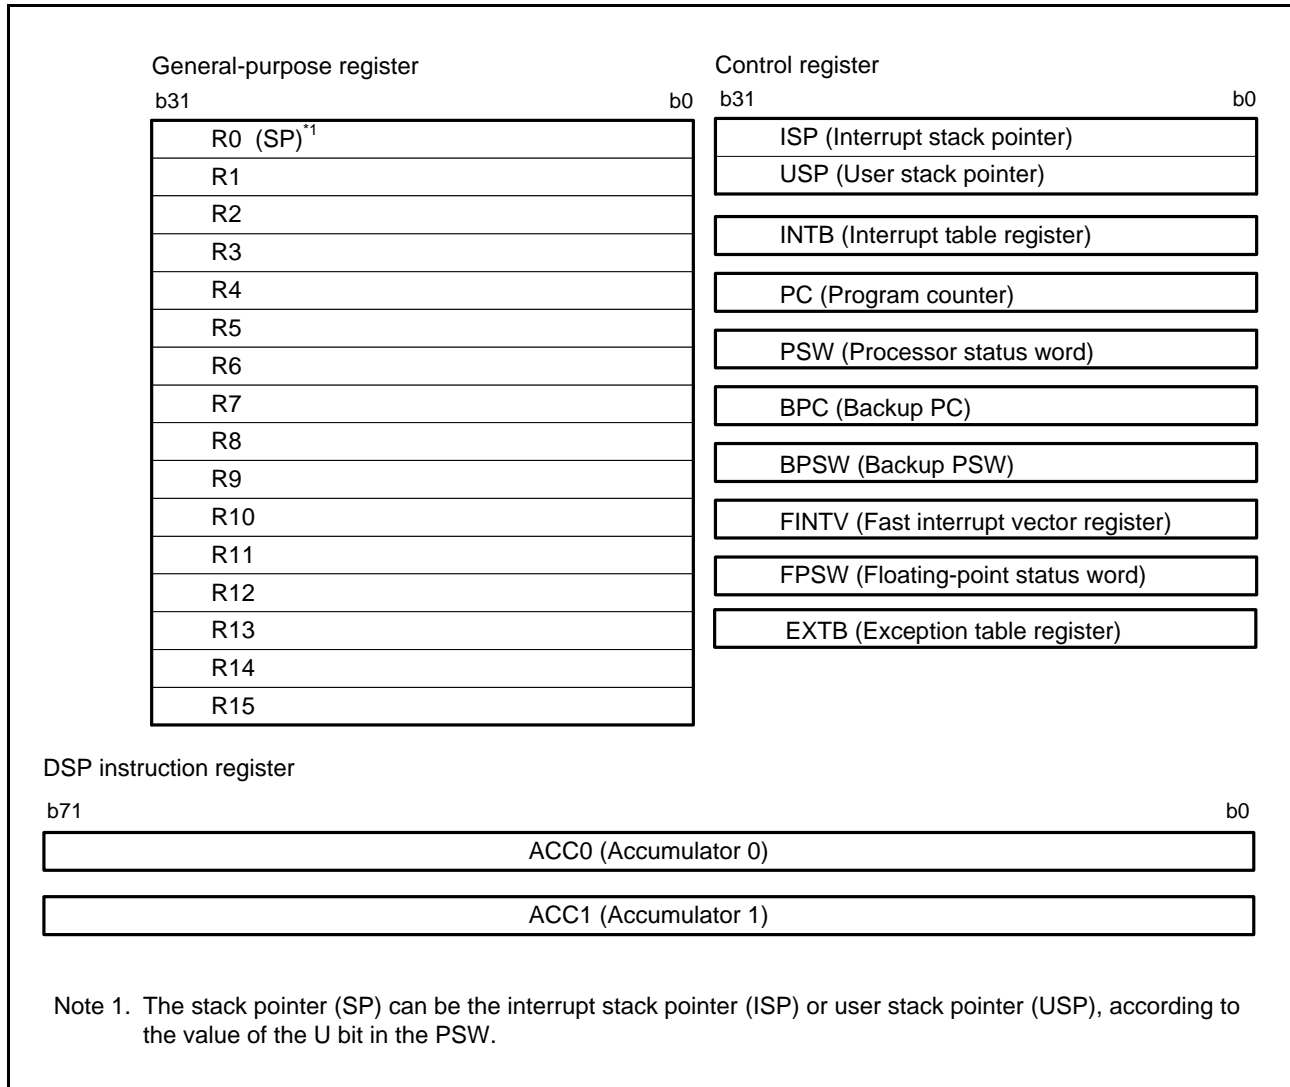 General-purpose register
b31 b0
R0 (SP)*1
R1
R2
R3
R4
R5
R6
R7
R8
R9
R10
R11
R12
R13
R14
R15
Control register
b31 b0
ISP (Interrupt stack pointer)
USP (User stack pointer)
INTB (Interrupt table register)
PC (Program counter)
PSW (Processor status word)
BPC (Backup PC)
BPSW (Backup PSW)
FINTV (Fast interrupt vector register)
FPSW (Floating-point status word)
EXTB (Exception table register)
DSP instruction register
b71 b0
ACC0 (Accumulator 0)
ACC1 (Accumulator 1)
Note 1. The stack pointer (SP) can be the interrupt stack pointer (ISP) or user stack pointer (USP), according to
the value of the U bit in the PSW.